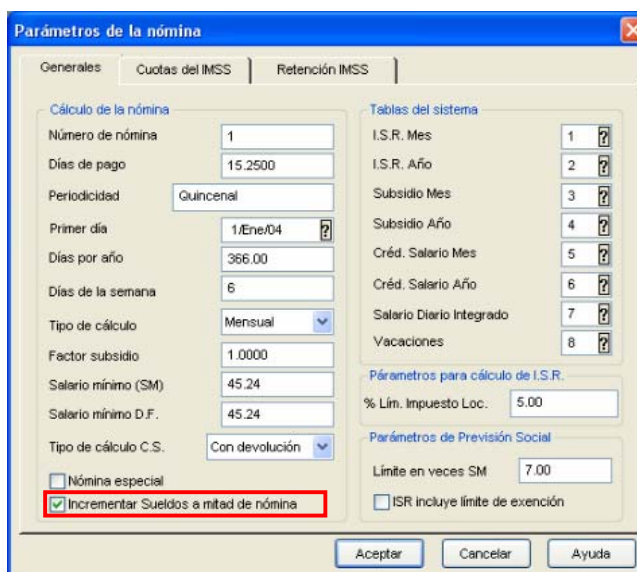 Parámetros de la nómina
Generales Cuotas del IMSS Retención IMSS
Cálculo de la nómina
Número de nómina 1
Días de pago 15.2500
Periodicidad Quincenal
Primer día 1/Ene/04 ?
Días por año 366.00
Días de la semana 6
Tipo de cálculo Mensual
Factor subsidio 1.0000
Salario mínimo (SM) 45.24
Salario mínimo D.F. 45.24
Tipo de cálculo C.S. Con devolución
Nómina especial
Incrementar Sueldos a mitad de nómina
Tablas del sistema
I.S.R. Mes 1 ?
I.S.R. Año 2 ?
Subsidio Mes 3 ?
Subsidio Año 4 ?
Créd. Salario Mes 5 ?
Créd. Salario Año 6 ?
Salario Diario Integrado 7 ?
Vacaciones 8 ?
Párametros para cálculo de I.S.R.
% Lím. Impuesto Loc. 5.00
Parámetros de Previsión Social
Límite en veces SM 7.00
ISR incluye límite de exención
Aceptar Cancelar Ayuda